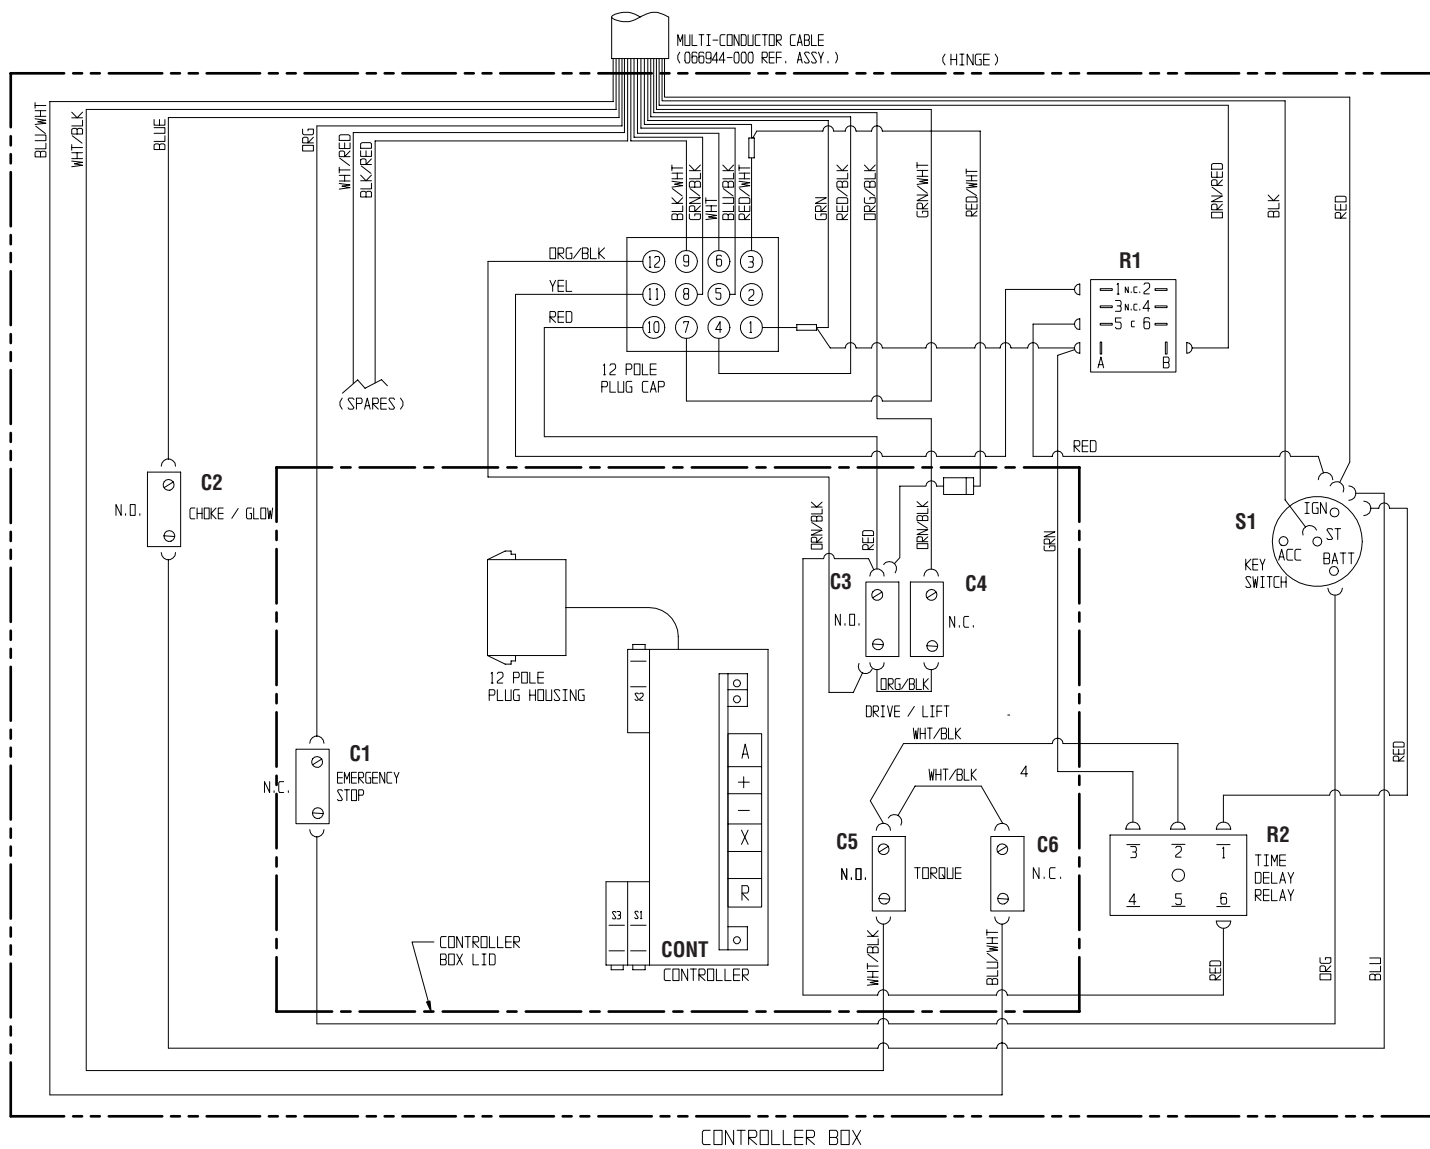 MULTI-CONDUCTOR CABLE
(066944-000 REF. ASSY.)
(HINGE)
BLU/WHT
WHT/BLK
BLUE
ORG
WHT/RED
BLK/RED
BLK/WHT
GRN/BLK
WHT
BLU/BLK
RED/WHT
GRN
RED/BLK
ORG/BLK
GRN/WHT
RED/WHT
ORN/RED
BLK
RED
ORG/BLK
YEL
RED
12 9 6 3
11 8 5 2
10 7 4 1
12 POLE
PLUG CAP
(SPARES)
R1
1 N.C. 2
3 N.C. 4
5 C 6
A B
RED
C2
N.O.
CHOKE / GLOW
ORN/BLK
RED
ORN/BLK
GRN
S1
IGN
ST
ACC
BATT
KEY
SWITCH
C3
N.O.
C4
N.C.
ORG/BLK
DRIVE / LIFT
12 POLE
PLUG HOUSING
S2
C1
N.C.
EMERGENCY
STOP
A
+
-
X
R
S3 S1
CONT
CONTROLLER
WHT/BLK
WHT/BLK
4
RED
C5
N.O.
TORQUE
C6
N.C.
3 2 1
4 5 6
R2
TIME
DELAY
RELAY
CONTROLLER
BOX LID
WHT/BLK
BLU/WHT
RED
ORG
BLU
CONTROLLER BOX